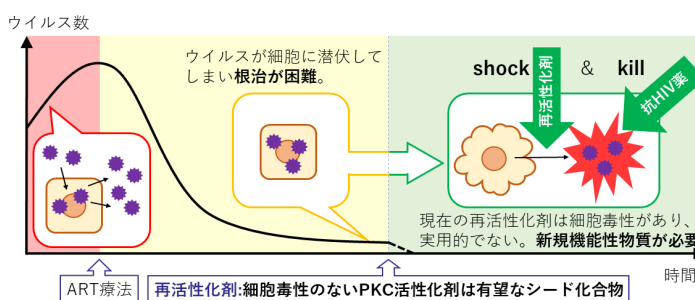 ウイルス数
ウイルスが細胞に潜伏して
しまい根治が困難。
shock & kill
再活性化剤
抗HIV薬
現在の再活性化剤は細胞毒性があり、
実用的でない。新規機能性物質が必要
時間
ART療法
再活性化剤:細胞毒性のないPKC活性化剤は有望なシード化合物